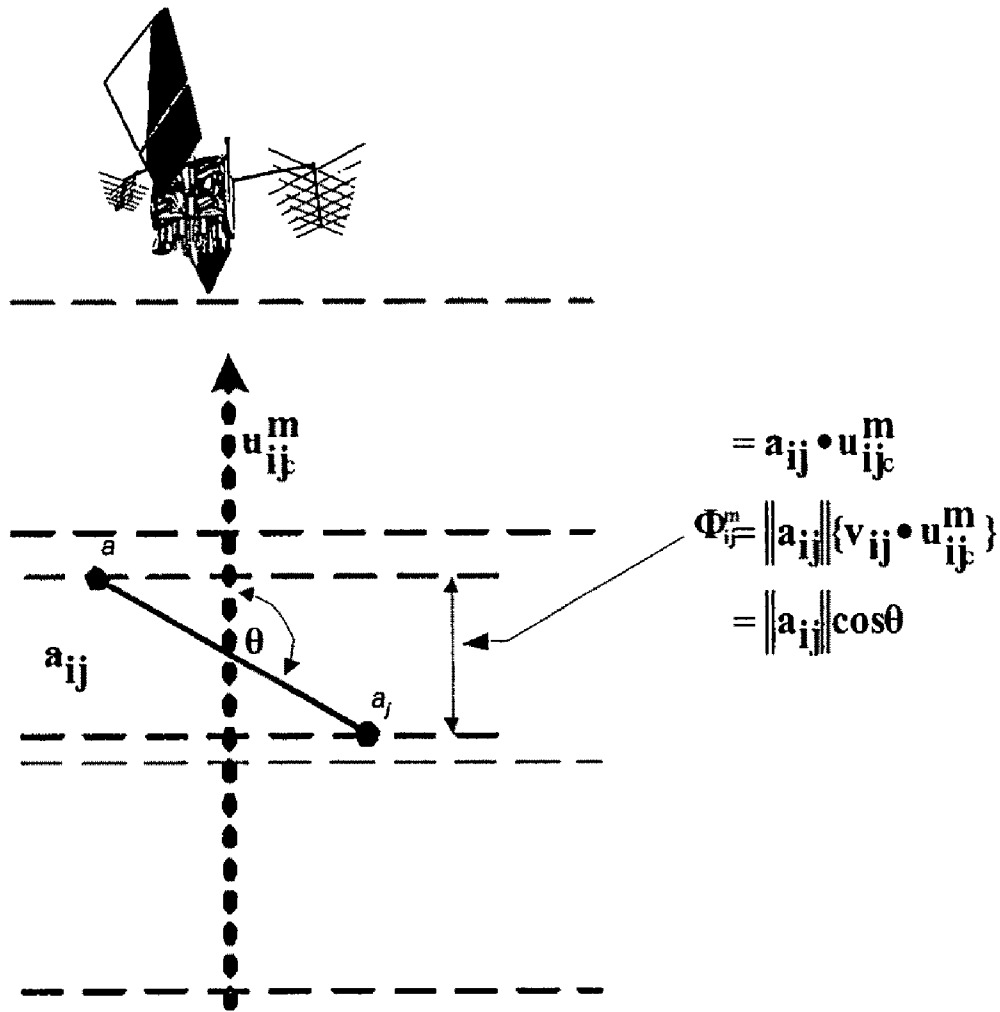 u^m_ijc
= a_ij • u^m_ijc
Φ^m_ij = ||a_ij||{v_ij • u^m_ijc}
= ||a_ij||cosθ
a
θ
a_ij
a_j